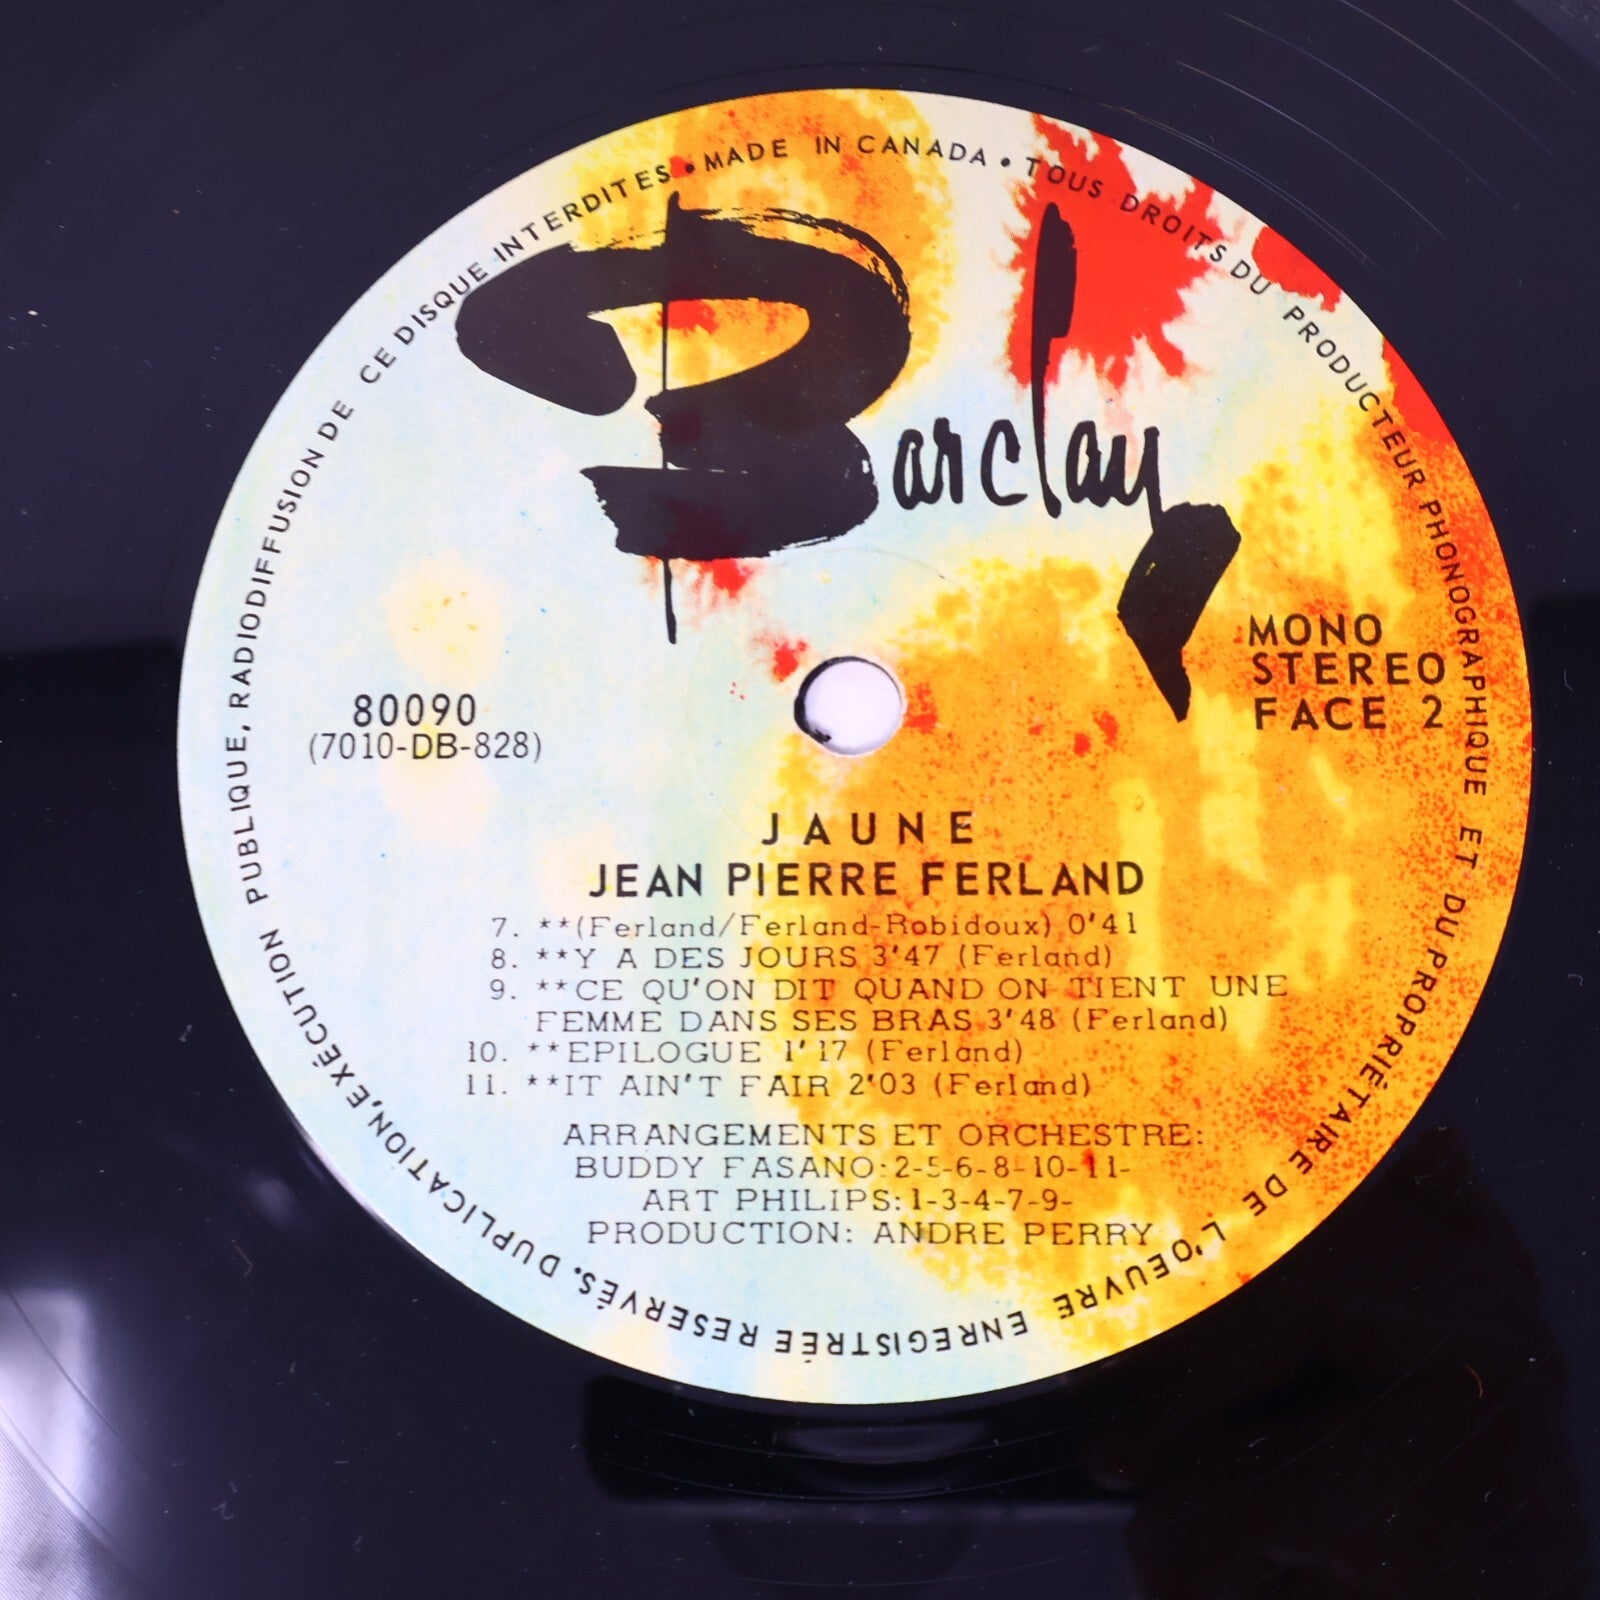 • MADE IN CANADA • TOUS DROITS DU PRODUCTEUR PHONOGRAPHIQUE ET DU PROPRIÉTAIRE DE L'OEUVRE ENREGISTRÉE RESERVÉS. DUPLICATION, EXÉCUTION PUBLIQUE, RADIODIFFUSION DE CE DISQUE INTERDITES
Barclay
MONO
STEREO
FACE 2
80090
(7010-DB-828)
JAUNE
JEAN PIERRE FERLAND
7. **(Ferland/Ferland-Robidoux) 0'41
8. **Y A DES JOURS 3'47 (Ferland)
9. **CE QU'ON DIT QUAND ON TIENT UNE
FEMME DANS SES BRAS 3'48 (Ferland)
10. **EPILOGUE 1'17 (Ferland)
11. **IT AIN'T FAIR 2'03 (Ferland)
ARRANGEMENTS ET ORCHESTRE:
BUDDY FASANO:2-5-6-8-10-11-
ART PHILIPS:1-3-4-7-9-
PRODUCTION: ANDRE PERRY